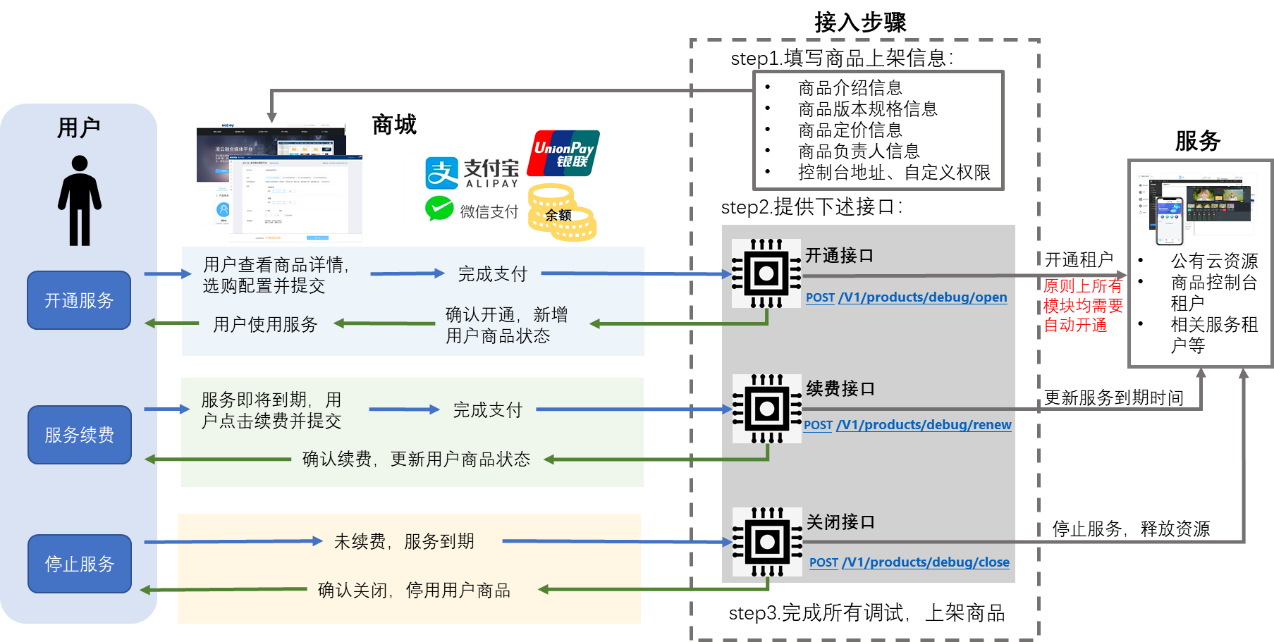 接入步骤
step1.填写商品上架信息：
• 商品介绍信息
• 商品版本规格信息
• 商品定价信息
• 商品负责人信息
• 控制台地址、自定义权限
用户
商城
支付宝
ALIPAY
UnionPay
银联
微信支付
余额
服务
step2.提供下述接口：
开通服务
用户查看商品详情，
选购配置并提交
完成支付
开通接口
POST /V1/products/debug/open
用户使用服务
确认开通，新增
用户商品状态
开通租户
原则上所有
模块均需要
自动开通
• 公有云资源
• 商品控制台
租户
• 相关服务租
户等
服务续费
服务即将到期，用
户点击续费并提交
完成支付
续费接口
POST /V1/products/debug/renew
更新服务到期时间
确认续费，更新用户商品状态
停止服务
未续费，服务到期
关闭接口
POST /V1/products/debug/close
停止服务，释放资源
确认关闭，停用用户商品
step3.完成所有调试，上架商品